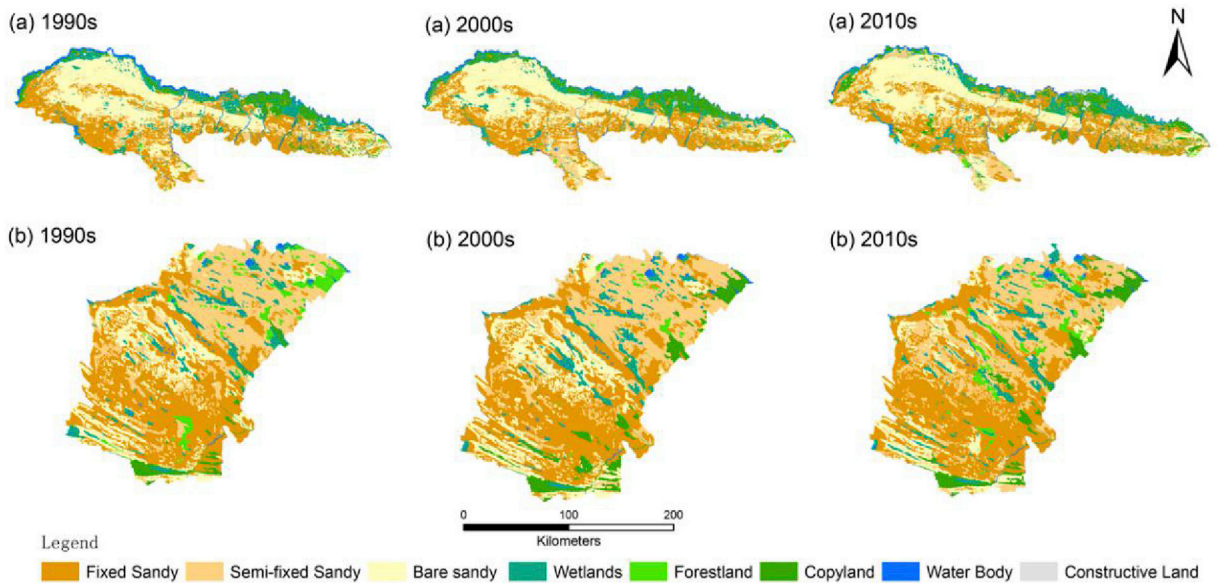 (a) 1990s
(a) 2000s
(a) 2010s
N
(b) 1990s
(b) 2000s
(b) 2010s
0 100 200
Kilometers
Legend
Fixed Sandy Semi-fixed Sandy Bare sandy Wetlands Forestland Copyland Water Body Constructive Land